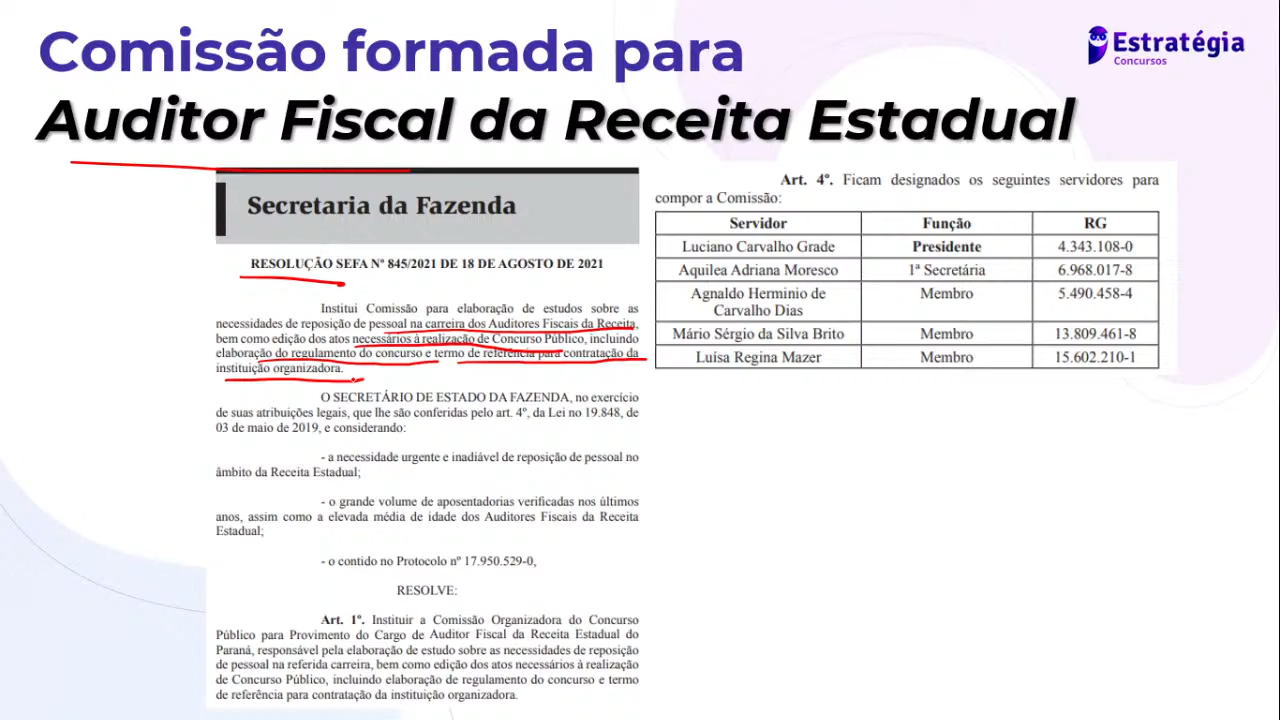 Comissão formada para
Auditor Fiscal da Receita Estadual
Estratégia
Concursos
Secretaria da Fazenda
RESOLUÇÃO SEFA Nº 845/2021 DE 18 DE AGOSTO DE 2021
Institui Comissão para elaboração de estudos sobre as
necessidades de reposição de pessoal na carreira dos Auditores Fiscais da Receita,
bem como edição dos atos necessários à realização de Concurso Público, incluindo
elaboração do regulamento do concurso e termo de referência para contratação da
instituição organizadora.
O SECRETÁRIO DE ESTADO DA FAZENDA, no exercício
de suas atribuições legais, que lhe são conferidas pelo art. 4º, da Lei no 19.848, de
03 de maio de 2019, e considerando:
- a necessidade urgente e inadiável de reposição de pessoal no
âmbito da Receita Estadual;
- o grande volume de aposentadorias verificadas nos últimos
anos, assim como a elevada média de idade dos Auditores Fiscais da Receita
Estadual;
- o contido no Protocolo nº 17.950.529-0,
RESOLVE:
Art. 1º. Instituir a Comissão Organizadora do Concurso
Público para Provimento do Cargo de Auditor Fiscal da Receita Estadual do
Paraná, responsável pela elaboração de estudo sobre as necessidades de reposição
de pessoal na referida carreira, bem como edição dos atos necessários à realização
de Concurso Público, incluindo elaboração de regulamento do concurso e termo
de referência para contratação da instituição organizadora.
Art. 4º. Ficam designados os seguintes servidores para
compor a Comissão:
Servidor Função RG
Luciano Carvalho Grade Presidente 4.343.108-0
Aquilea Adriana Moresco 1ª Secretária 6.968.017-8
Agnaldo Herminio de Membro 5.490.458-4
Carvalho Dias
Mário Sérgio da Silva Brito Membro 13.809.461-8
Luísa Regina Mazer Membro 15.602.210-1